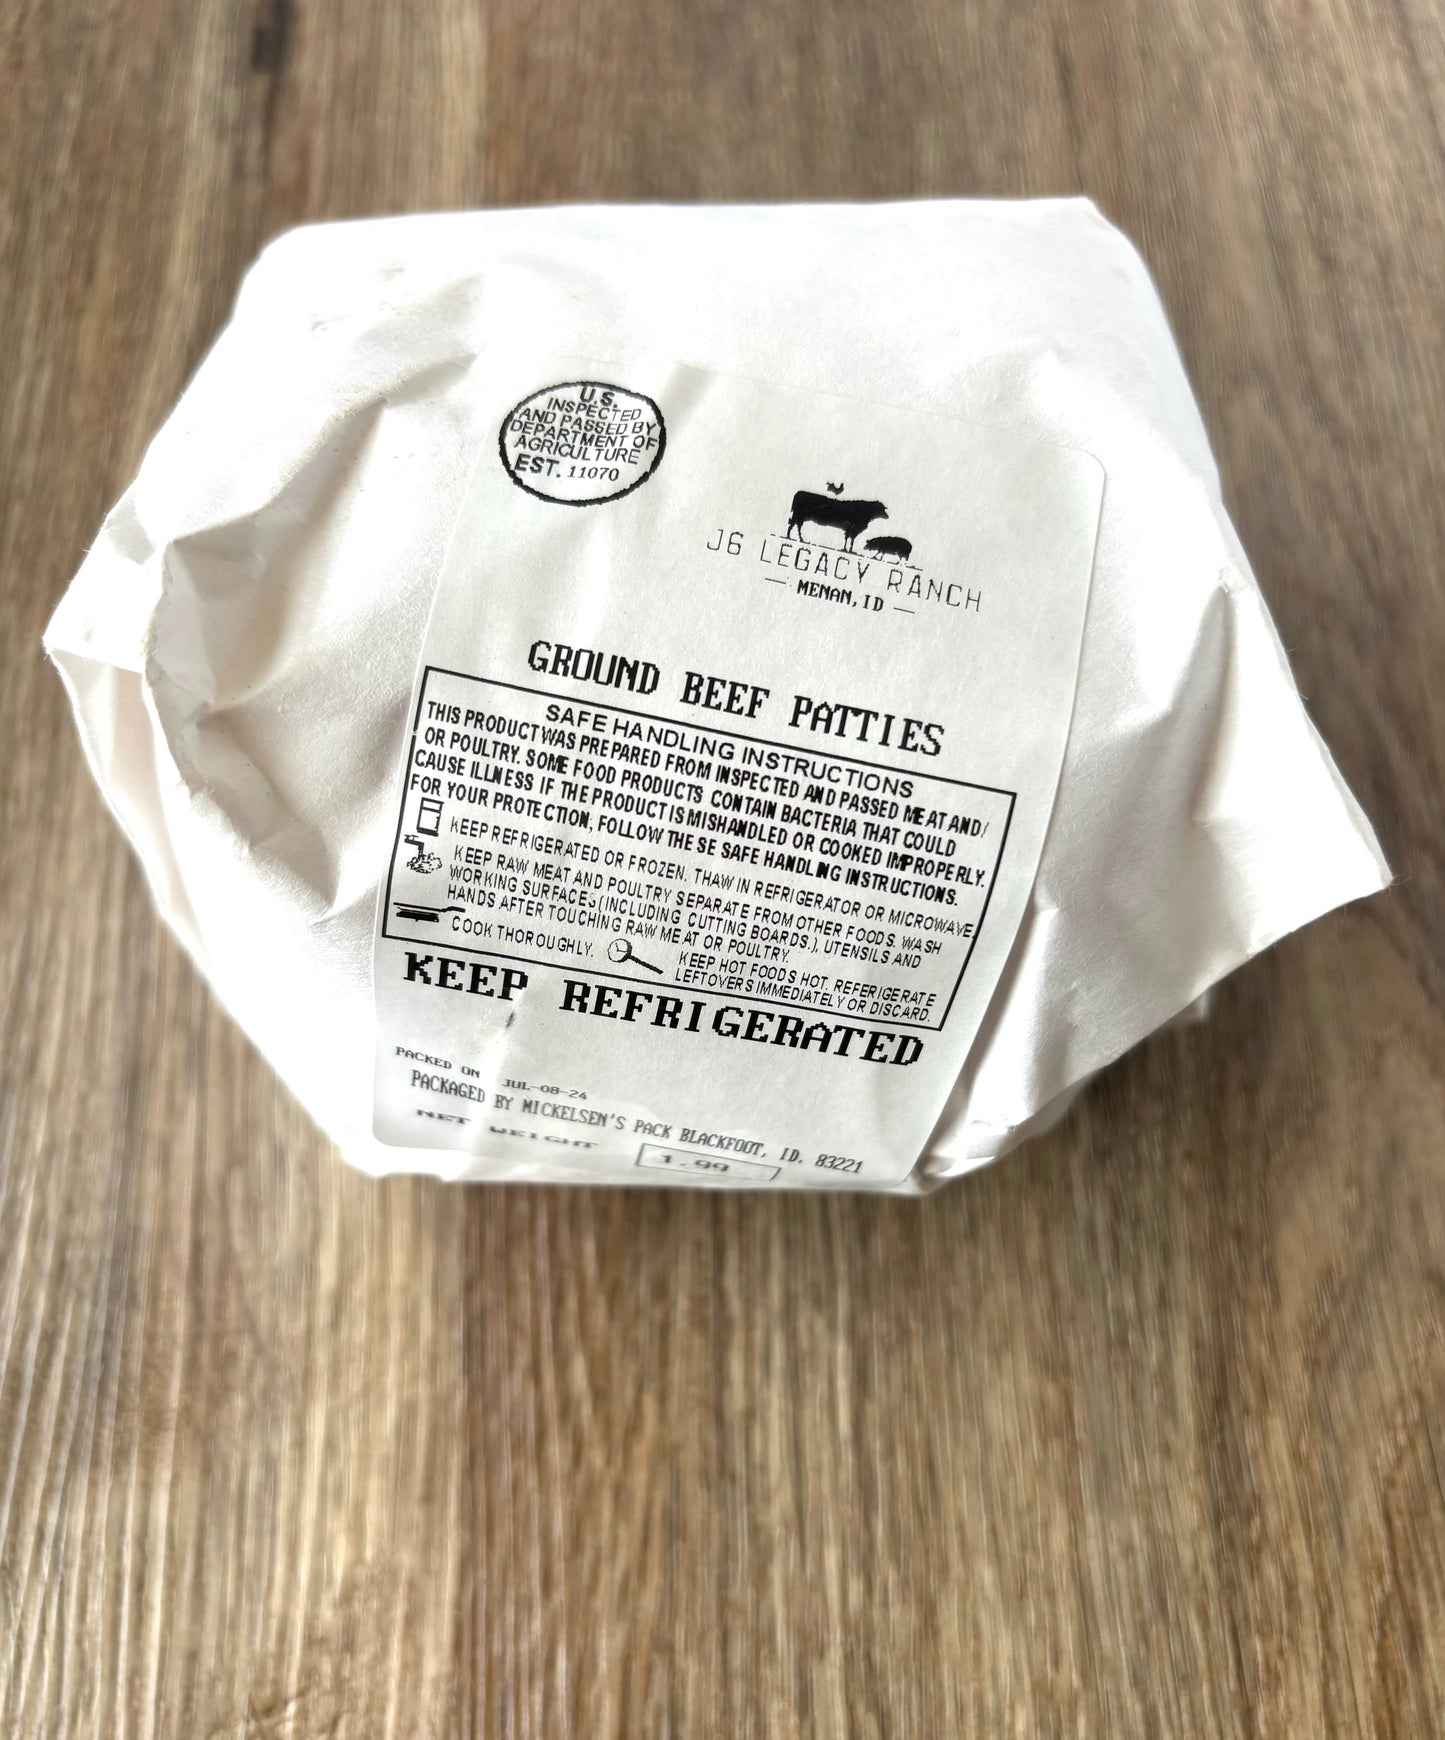 U.S.
INSPECTED
AND PASSED BY
DEPARTMENT OF
AGRICULTURE
EST. 11070
J6 LEGACY RANCH
— MENAN, ID —
GROUND BEEF PATTIES
SAFE HANDLING INSTRUCTIONS
THIS PRODUCT WAS PREPARED FROM INSPECTED AND PASSED MEAT AND/
OR POULTRY. SOME FOOD PRODUCTS CONTAIN BACTERIA THAT COULD
CAUSE ILLNESS IF THE PRODUCT IS MISHANDLED OR COOKED IMPROPERLY.
FOR YOUR PROTECTION, FOLLOW THESE SAFE HANDLING INSTRUCTIONS.
KEEP REFRIGERATED OR FROZEN. THAW IN REFRIGERATOR OR MICROWAVE.
KEEP RAW MEAT AND POULTRY SEPARATE FROM OTHER FOODS. WASH
WORKING SURFACES (INCLUDING CUTTING BOARDS.), UTENSILS AND
HANDS AFTER TOUCHING RAW MEAT OR POULTRY.
COOK THOROUGHLY.
KEEP HOT FOODS HOT. REFERIGERATE
LEFTOVERS IMMEDIATELY OR DISCARD.
KEEP REFRIGERATED
PACKED ON JUL-08-24
PACKAGED BY MICKELSEN'S PACK BLACKFOOT, ID. 83221
NET WEIGHT 1.99